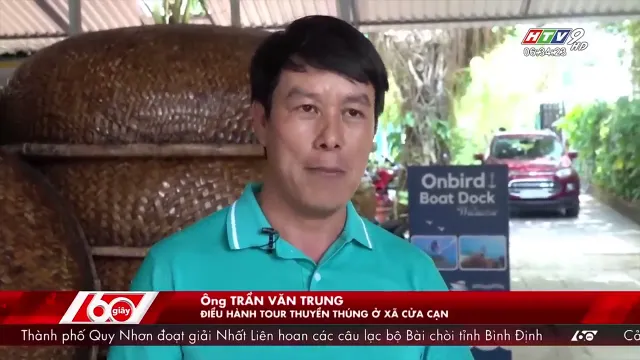 HTV9 HD
06:34:23
Onbird
Boat Dock
Welcome
60 giây
Ông TRẦN VĂN TRUNG
ĐIỀU HÀNH TOUR THUYỀN THÚNG Ở XÃ CỬA CẠN
Thành phố Quy Nhơn đoạt giải Nhất Liên hoan các câu lạc bộ Bài chòi tỉnh Bình Định
60